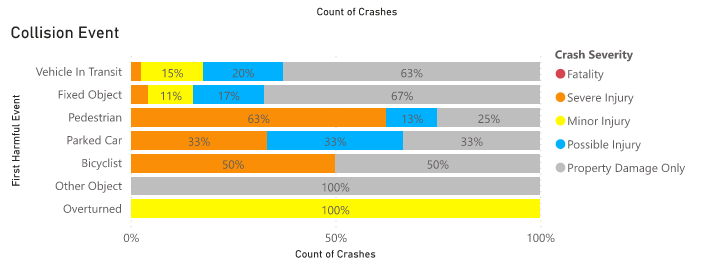 Count of Crashes
Collision Event
Crash Severity
Fatality
Severe Injury
Minor Injury
Possible Injury
Property Damage Only
First Harmful Event
Vehicle In Transit 15% 20% 63%
Fixed Object 11% 17% 67%
Pedestrian 63% 13% 25%
Parked Car 33% 33% 33%
Bicyclist 50% 50%
Other Object 100%
Overturned 100%
0% 50% 100%
Count of Crashes